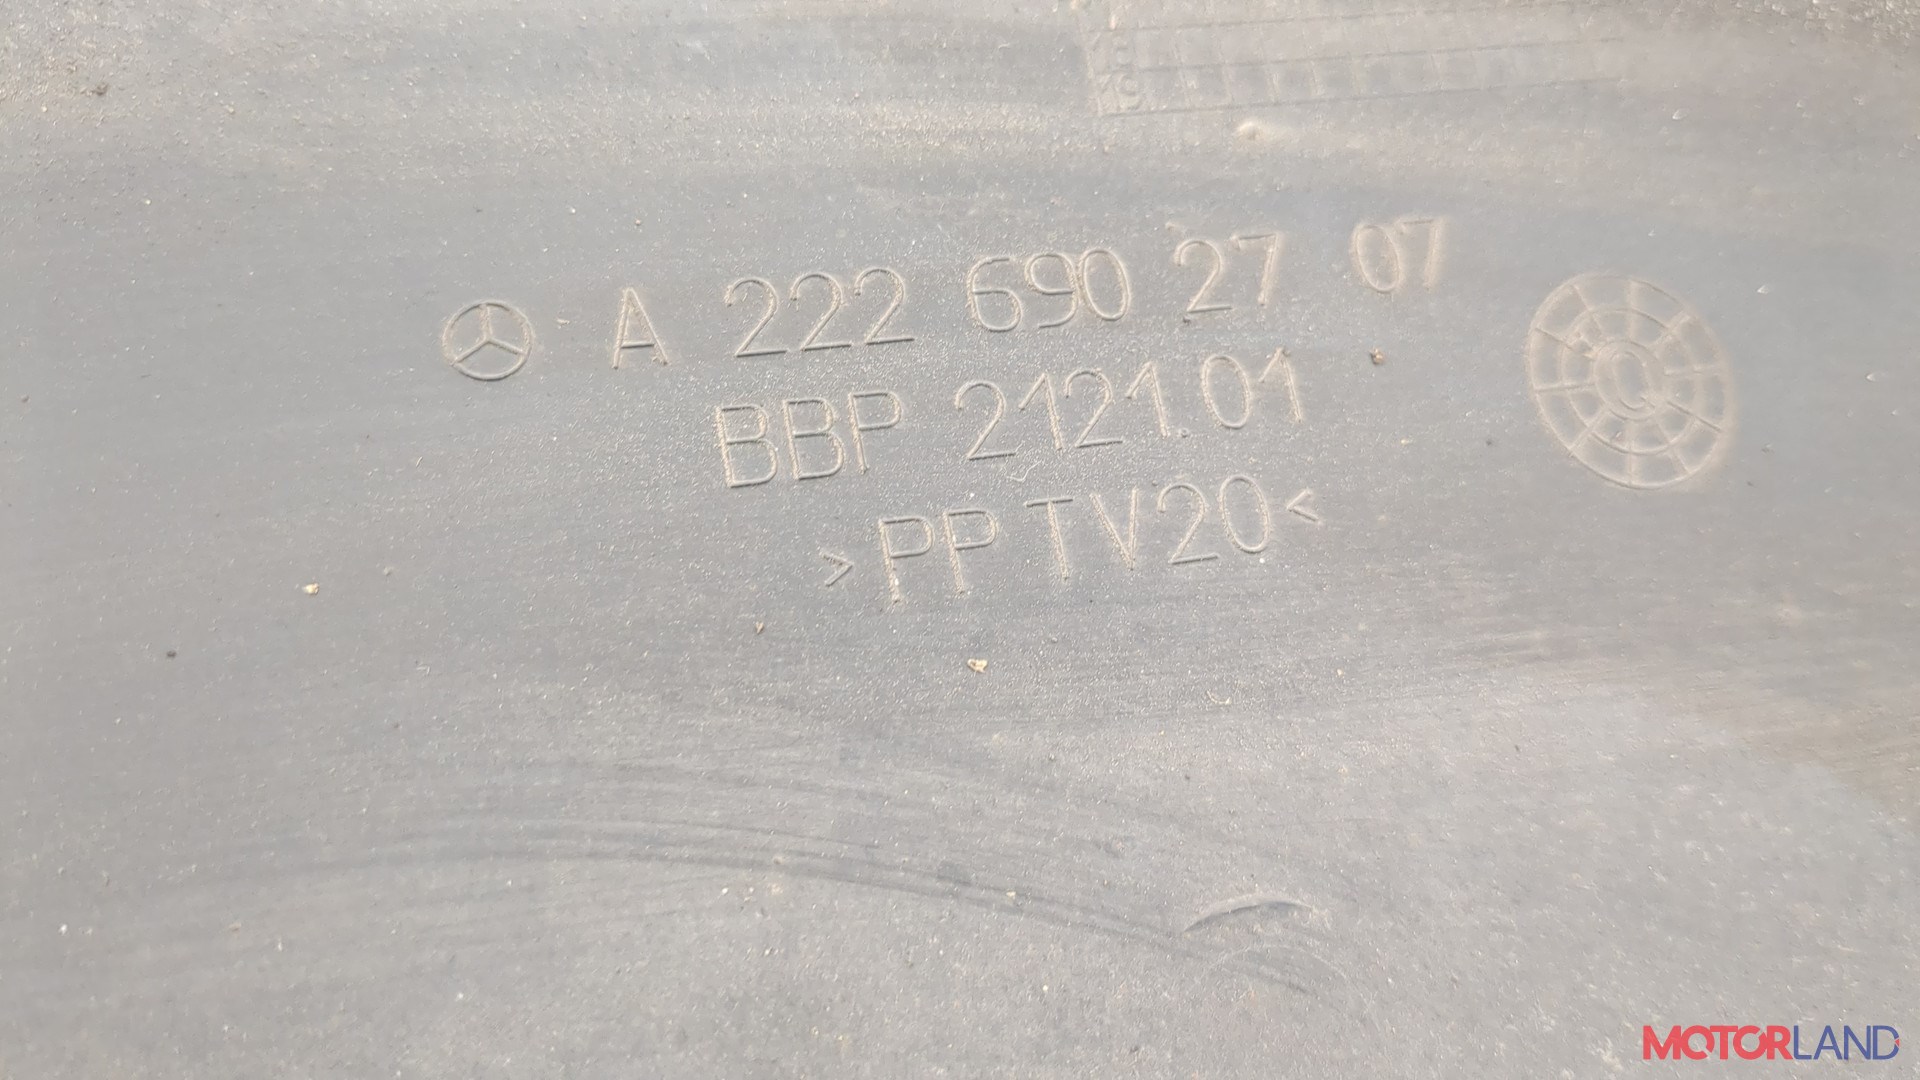 A 222 690 27 07
BBP 2121.01
>PP TV20<
MOTORLAND